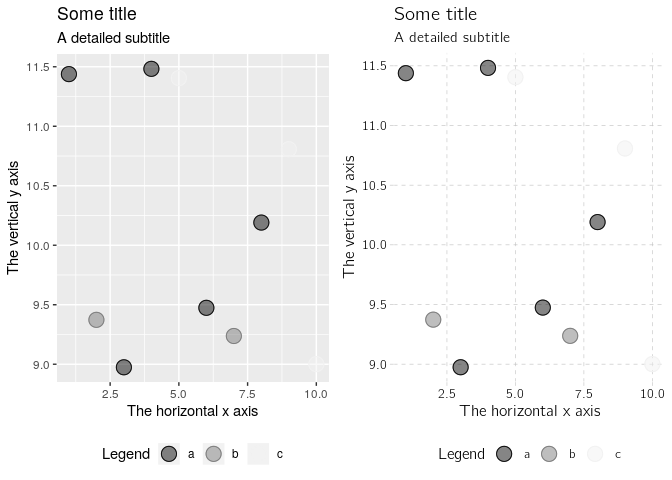 Some title
A detailed subtitle
11.5
11.0
10.5
10.0
9.5
9.0
The vertical y axis
2.5 5.0 7.5 10.0
The horizontal x axis
Legend a b c
Some title
A detailed subtitle
11.5
11.0
10.5
10.0
9.5
9.0
The vertical y axis
2.5 5.0 7.5 10.0
The horizontal x axis
Legend a b c